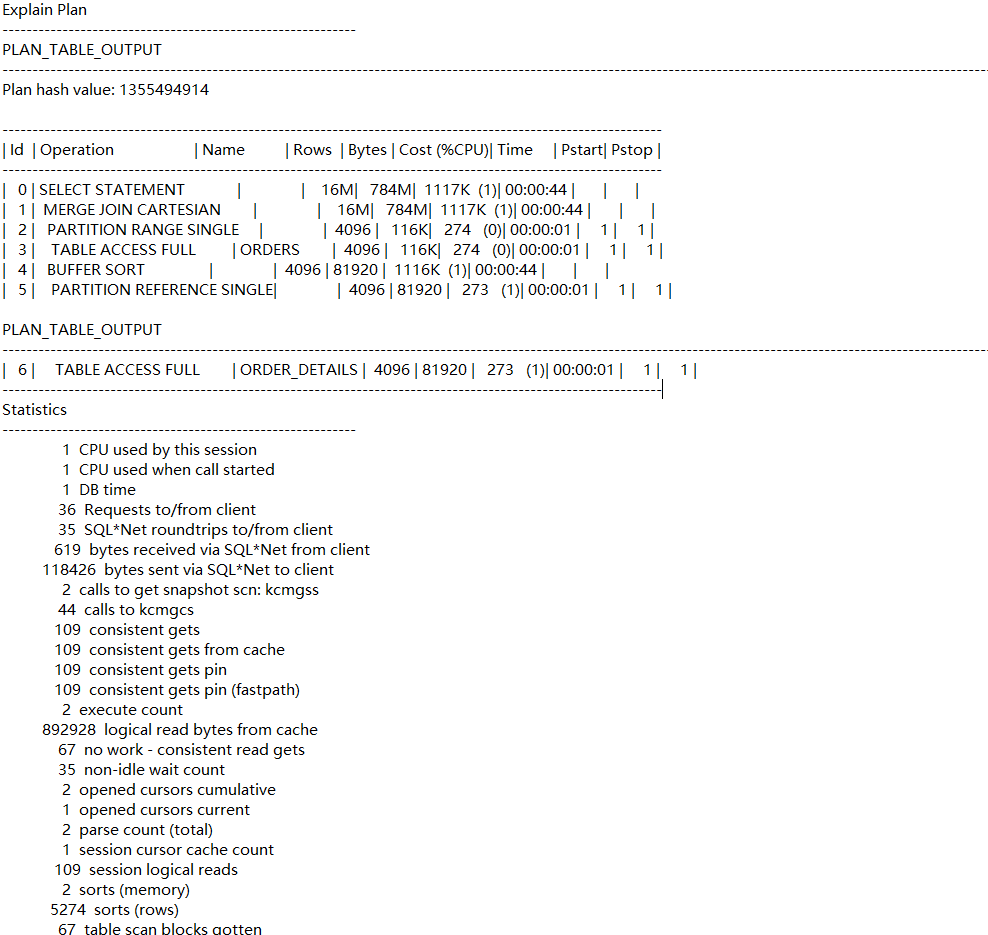 Explain Plan
-----------------------------------------------------------
PLAN_TABLE_OUTPUT
--------------------------------------------------------------------------------------------------------------------------------------------------------------------
Plan hash value: 1355494914
--------------------------------------------------------------------------------------------------------------
| Id | Operation | Name | Rows | Bytes | Cost (%CPU)| Time | Pstart| Pstop |
--------------------------------------------------------------------------------------------------------------
| 0 | SELECT STATEMENT | | 16M| 784M| 1117K (1)| 00:00:44 | | |
| 1 | MERGE JOIN CARTESIAN | | 16M| 784M| 1117K (1)| 00:00:44 | | |
| 2 | PARTITION RANGE SINGLE | | 4096 | 116K| 274 (0)| 00:00:01 | 1 | 1 |
| 3 | TABLE ACCESS FULL | ORDERS | 4096 | 116K| 274 (0)| 00:00:01 | 1 | 1 |
| 4 | BUFFER SORT | | 4096 | 81920 | 1116K (1)| 00:00:44 | | |
| 5 | PARTITION REFERENCE SINGLE| | 4096 | 81920 | 273 (1)| 00:00:01 | 1 | 1 |
PLAN_TABLE_OUTPUT
--------------------------------------------------------------------------------------------------------------------------------------------------------------------
| 6 | TABLE ACCESS FULL | ORDER_DETAILS | 4096 | 81920 | 273 (1)| 00:00:01 | 1 | 1 |
--------------------------------------------------------------------------------------------------------------
Statistics
-----------------------------------------------------------
1 CPU used by this session
1 CPU used when call started
1 DB time
36 Requests to/from client
35 SQL*Net roundtrips to/from client
619 bytes received via SQL*Net from client
118426 bytes sent via SQL*Net to client
2 calls to get snapshot scn: kcmgss
44 calls to kcmgcs
109 consistent gets
109 consistent gets from cache
109 consistent gets pin
109 consistent gets pin (fastpath)
2 execute count
892928 logical read bytes from cache
67 no work - consistent read gets
35 non-idle wait count
2 opened cursors cumulative
1 opened cursors current
2 parse count (total)
1 session cursor cache count
109 session logical reads
2 sorts (memory)
5274 sorts (rows)
67 table scan blocks gotten